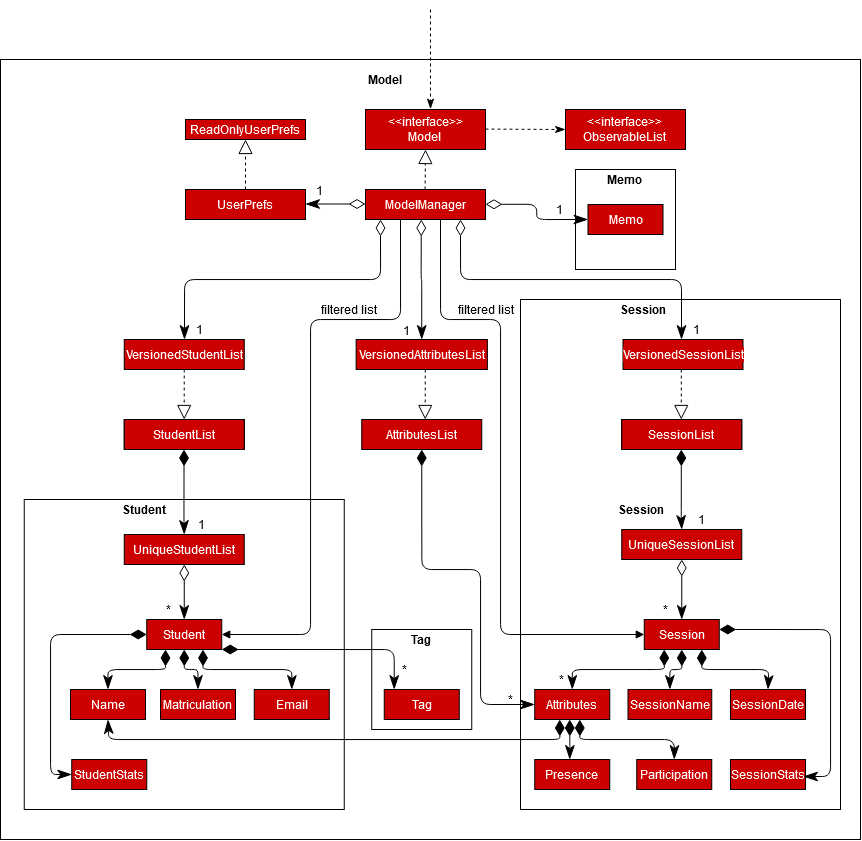 Model
<<interface>>
Model
<<interface>>
ObservableList
ReadOnlyUserPrefs
Memo
UserPrefs
1
ModelManager
1
Memo
filtered list
filtered list
Session
1
1
1
VersionedStudentList
VersionedAttributesList
VersionedSessionList
StudentList
AttributesList
SessionList
Student
Session
1
1
UniqueStudentList
UniqueSessionList
*
*
Student
Tag
Session
*
*
*
Name
Matriculation
Email
Tag
Attributes
SessionName
SessionDate
StudentStats
Presence
Participation
SessionStats